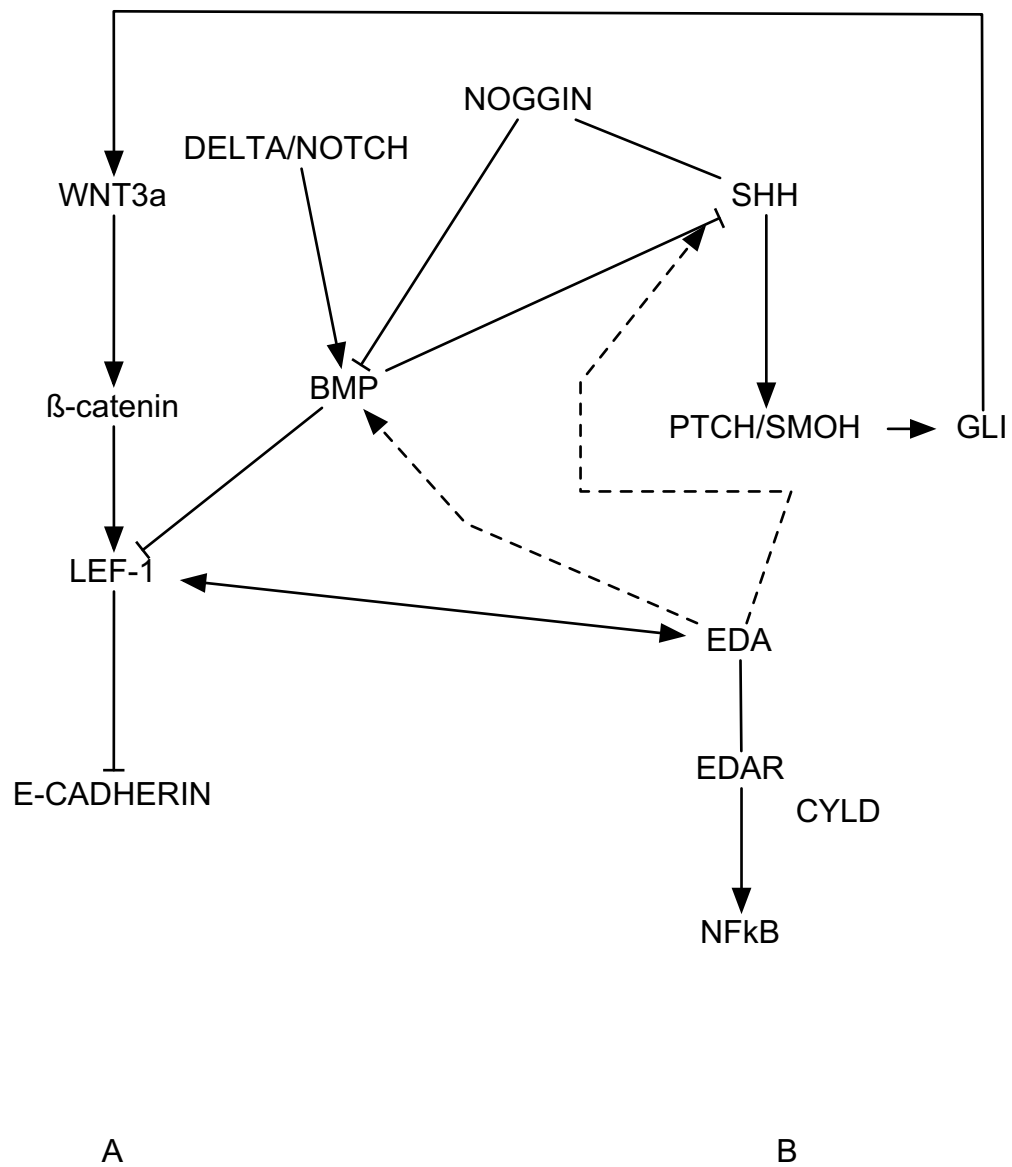 NOGGIN
DELTA/NOTCH
WNT3a
SHH
BMP
ß-catenin
PTCH/SMOH
GLI
LEF-1
EDA
EDAR
E-CADHERIN
CYLD
NFkB
A
B